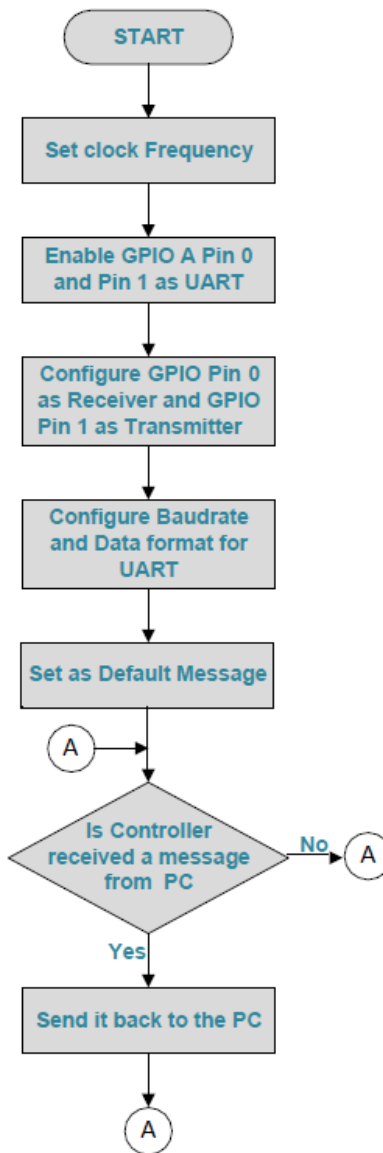 START
Set clock Frequency
Enable GPIO A Pin 0
and Pin 1 as UART
Configure GPIO Pin 0
as Receiver and GPIO
Pin 1 as Transmitter
Configure Baudrate
and Data format for
UART
Set as Default Message
A
Is Controller
received a message
from PC
No
A
Yes
Send it back to the PC
A